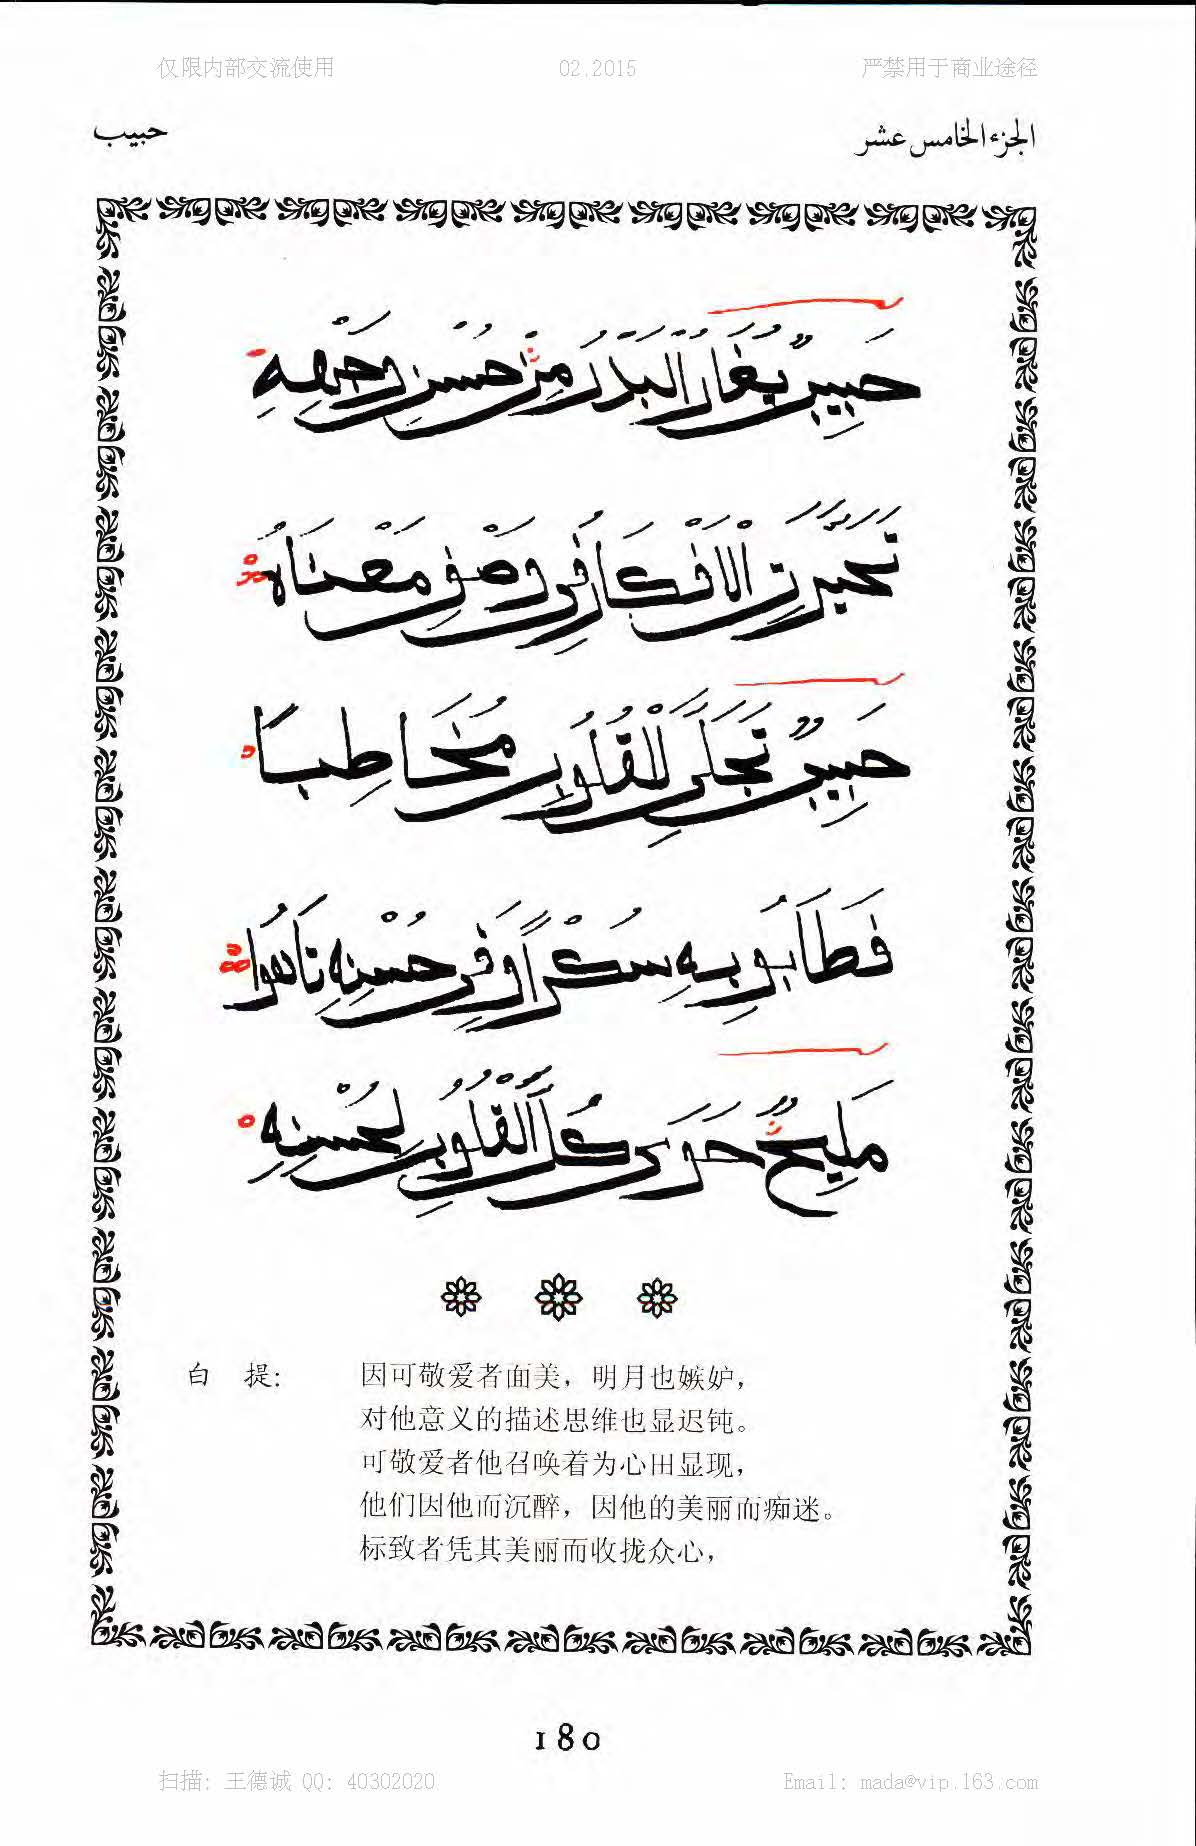 仅限内部交流使用 02.2015 严禁用于商业途径
الجزء الخامس عشر حبيب
حَبِيبٌ يُغَارُ الْبَدْرُ مِنْ حُسْنِ وَجْهِهِ
تَحَيَّرَتِ الْأَفْكَارُ فِي وَصْفِ مَعْنَاهُ
حَبِيبٌ تَجَلَّى لِلْقُلُوبِ مُخَاطِبًا
فَطَابُوا بِهِ سُكْرًا وَفِي حُسْنِهِ تَاهُوا
مَلِيحٌ حَوَى كُلَّ الْقُلُوبِ لِحُسْنِهِ
白 提: 因可敬爱者面美，明月也嫉妒，
对他意义的描述思维也显迟钝。
可敬爱者他召唤着为心田显现，
他们因他而沉醉，因他的美丽而痴迷。
标致者凭其美丽而收拢众心，
180
扫描: 王德诚 QQ: 40302020 Email: mada@vip.163.com